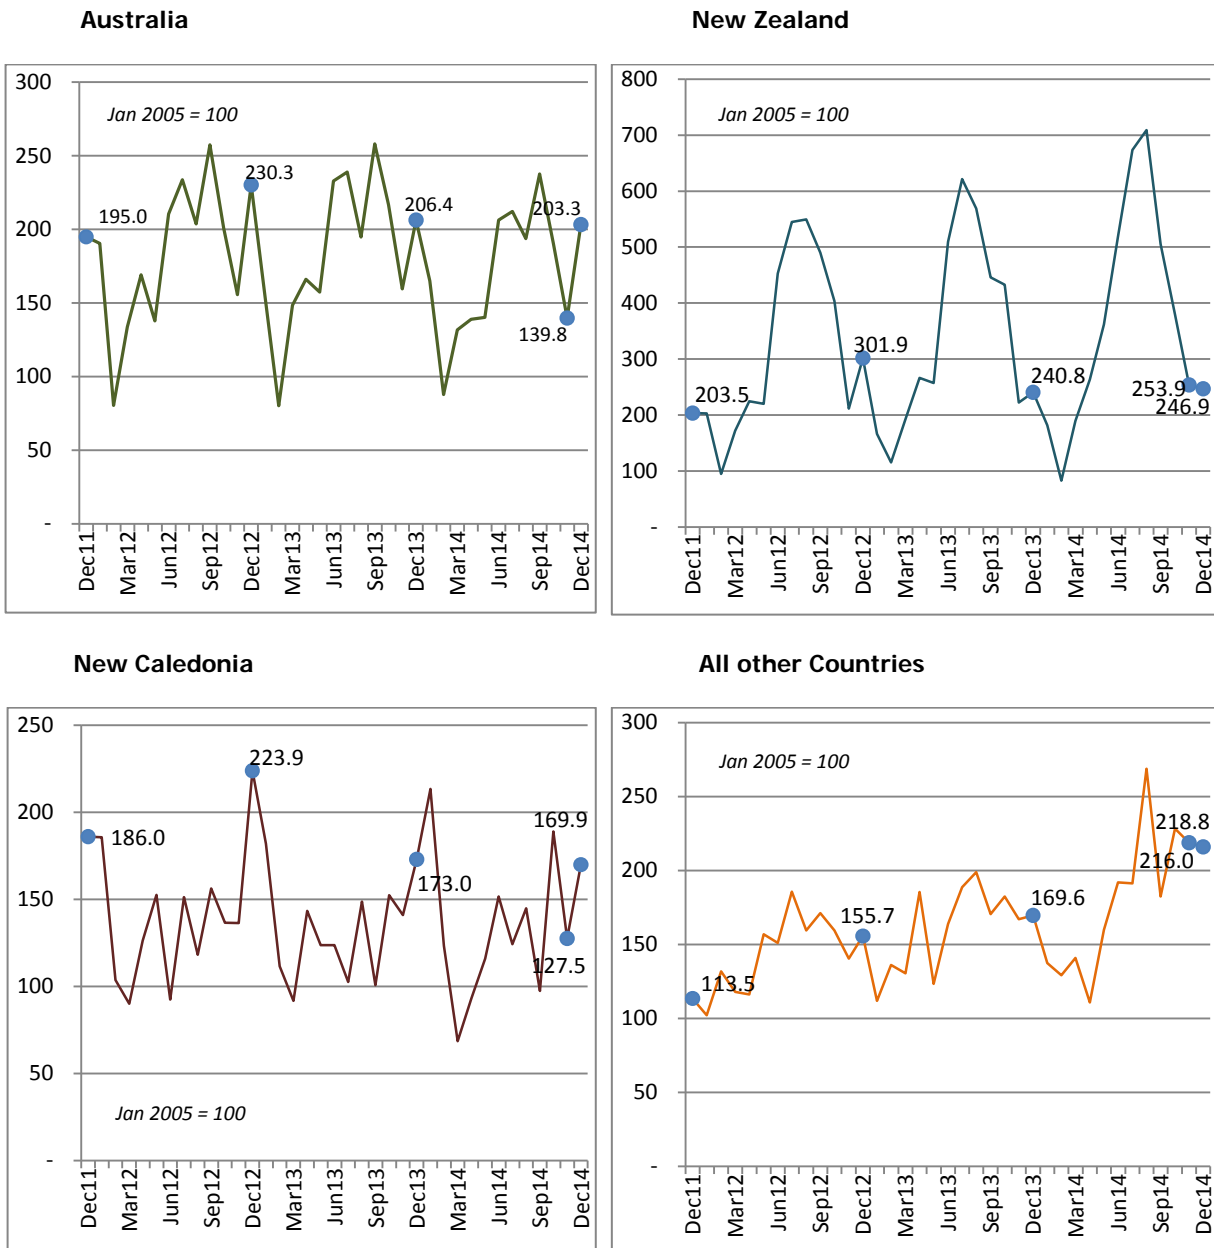 Australia
300
250
200
150
100
50
-
Jan 2005 = 100
195.0
230.3
206.4
203.3
139.8
Dec11
Mar12
Jun12
Sep12
Dec12
Mar13
Jun13
Sep13
Dec13
Mar14
Jun14
Sep14
Dec14
New Zealand
800
700
600
500
400
300
200
100
-
Jan 2005 = 100
203.5
301.9
240.8
253.9
246.9
Dec11
Mar12
Jun12
Sep12
Dec12
Mar13
Jun13
Sep13
Dec13
Mar14
Jun14
Sep14
Dec14
New Caledonia
250
200
150
100
50
-
186.0
223.9
173.0
169.9
127.5
Jan 2005 = 100
Dec11
Mar12
Jun12
Sep12
Dec12
Mar13
Jun13
Sep13
Dec13
Mar14
Jun14
Sep14
Dec14
All other Countries
300
250
200
150
100
50
-
Jan 2005 = 100
113.5
155.7
169.6
218.8
216.0
Dec11
Mar12
Jun12
Sep12
Dec12
Mar13
Jun13
Sep13
Dec13
Mar14
Jun14
Sep14
Dec14